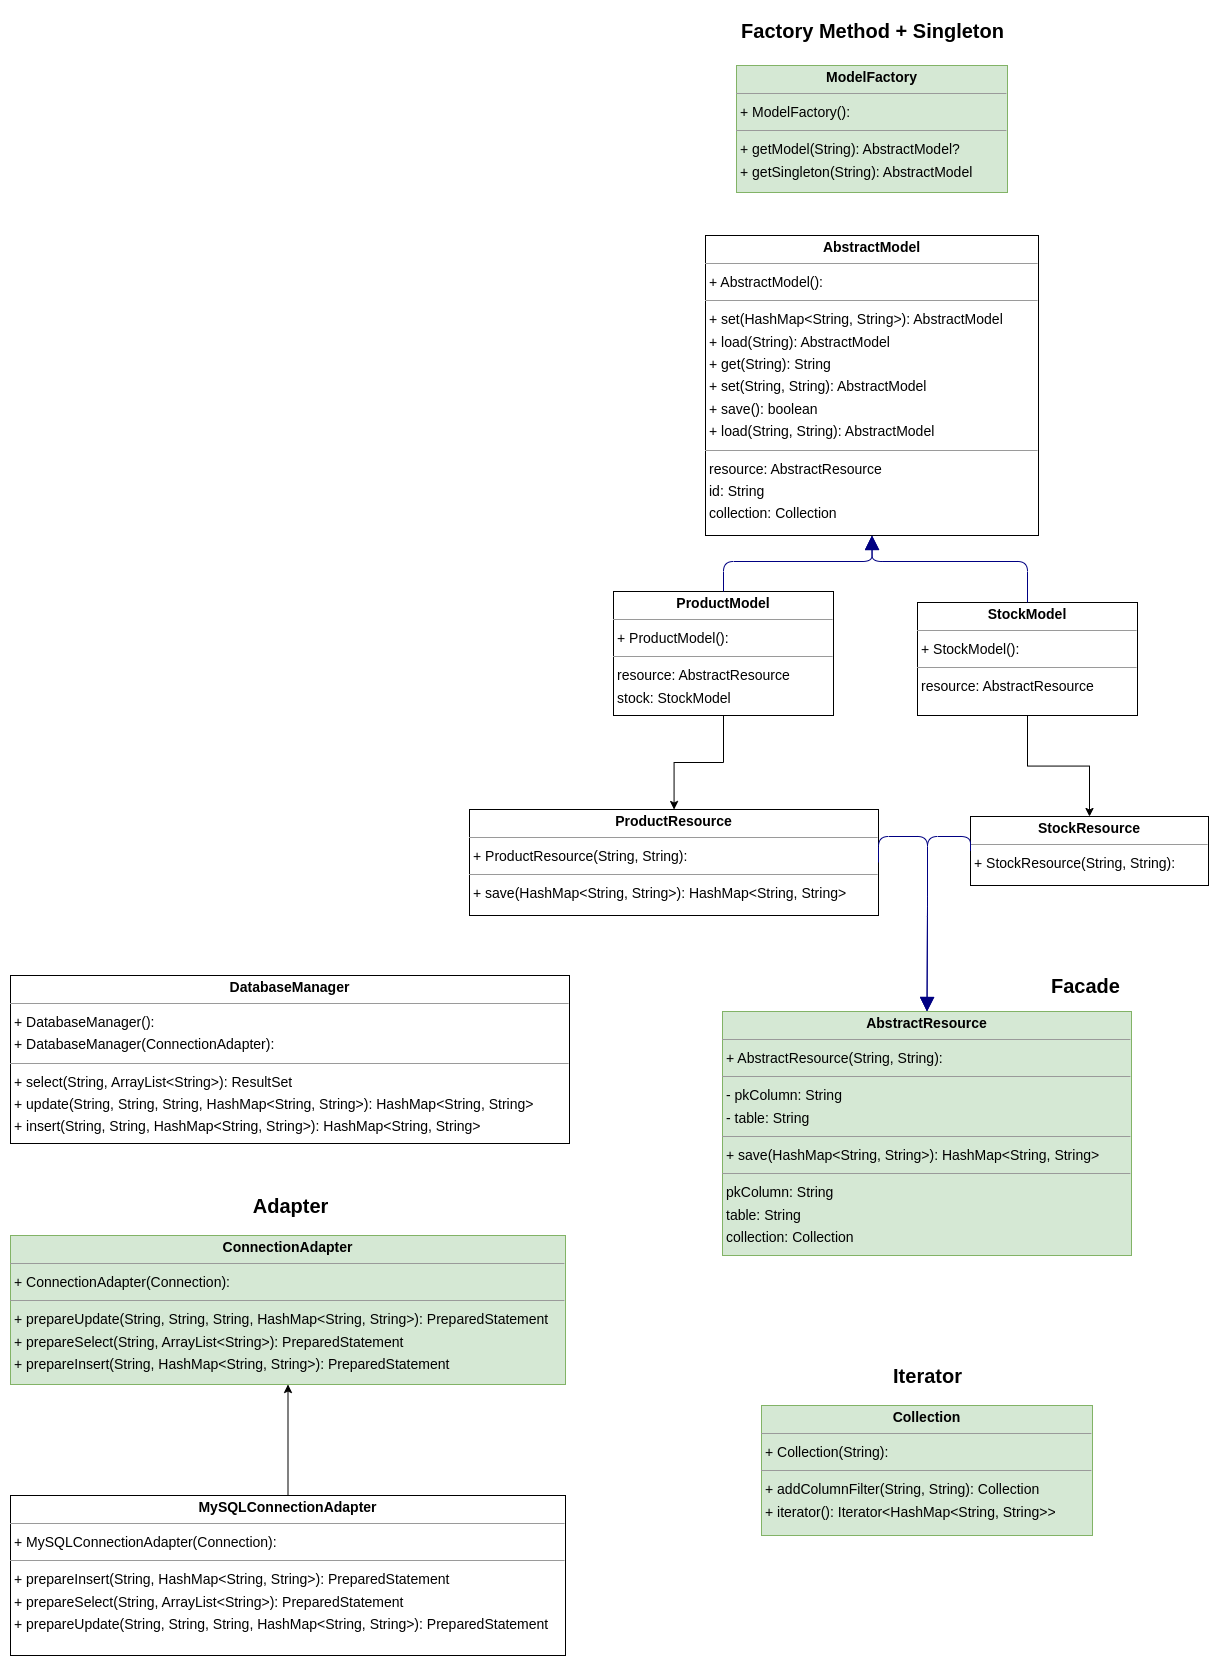 Factory Method + Singleton
ModelFactory
+ ModelFactory():
+ getModel(String): AbstractModel?
+ getSingleton(String): AbstractModel
AbstractModel
+ AbstractModel():
+ set(HashMap<String, String>): AbstractModel
+ load(String): AbstractModel
+ get(String): String
+ set(String, String): AbstractModel
+ save(): boolean
+ load(String, String): AbstractModel
resource: AbstractResource
id: String
collection: Collection
ProductModel
+ ProductModel():
resource: AbstractResource
stock: StockModel
StockModel
+ StockModel():
resource: AbstractResource
ProductResource
+ ProductResource(String, String):
+ save(HashMap<String, String>): HashMap<String, String>
StockResource
+ StockResource(String, String):
DatabaseManager
+ DatabaseManager():
+ DatabaseManager(ConnectionAdapter):
+ select(String, ArrayList<String>): ResultSet
+ update(String, String, String, HashMap<String, String>): HashMap<String, String>
+ insert(String, String, HashMap<String, String>): HashMap<String, String>
Facade
AbstractResource
+ AbstractResource(String, String):
- pkColumn: String
- table: String
+ save(HashMap<String, String>): HashMap<String, String>
pkColumn: String
table: String
collection: Collection
Adapter
ConnectionAdapter
+ ConnectionAdapter(Connection):
+ prepareUpdate(String, String, String, HashMap<String, String>): PreparedStatement
+ prepareSelect(String, ArrayList<String>): PreparedStatement
+ prepareInsert(String, HashMap<String, String>): PreparedStatement
Iterator
Collection
+ Collection(String):
+ addColumnFilter(String, String): Collection
+ iterator(): Iterator<HashMap<String, String>>
MySQLConnectionAdapter
+ MySQLConnectionAdapter(Connection):
+ prepareInsert(String, HashMap<String, String>): PreparedStatement
+ prepareSelect(String, ArrayList<String>): PreparedStatement
+ prepareUpdate(String, String, String, HashMap<String, String>): PreparedStatement